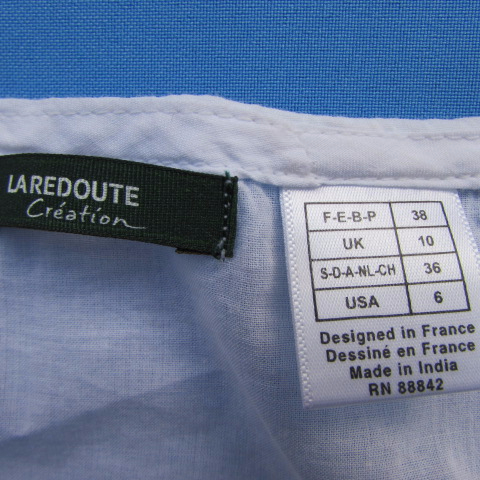 LAREDOUTE
Création
F-E-B-P 38
UK 10
S-D-A-NL-CH 36
USA 6
Designed in France
Dessiné en France
Made in India
RN 88842